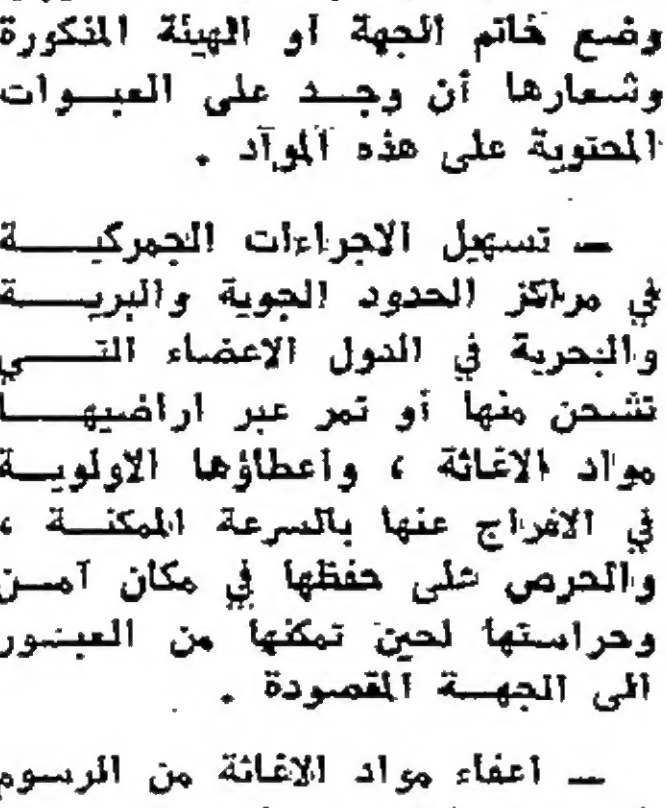 وضع خاتم الجهة او الهيئة المذكورة
وشعارها أن وجد على العبوات
المحتوية على هذه المواد .
— تسهيل الاجراءات الجمركية
في مراكز الحدود الجوية والبرية
والبحرية في الدول الاعضاء التي
تشحن منها أو تمر عبر اراضيها
مواد الاغاثة ، واعطاؤها الاولوية
في الافراج عنها بالسرعة الممكنة ،
والحرص على حفظها في مكان آمن
وحراستها لحين تمكنها من العبور
الى الجهة المقصودة .
— اعفاء مواد الاغاثة من الرسوم